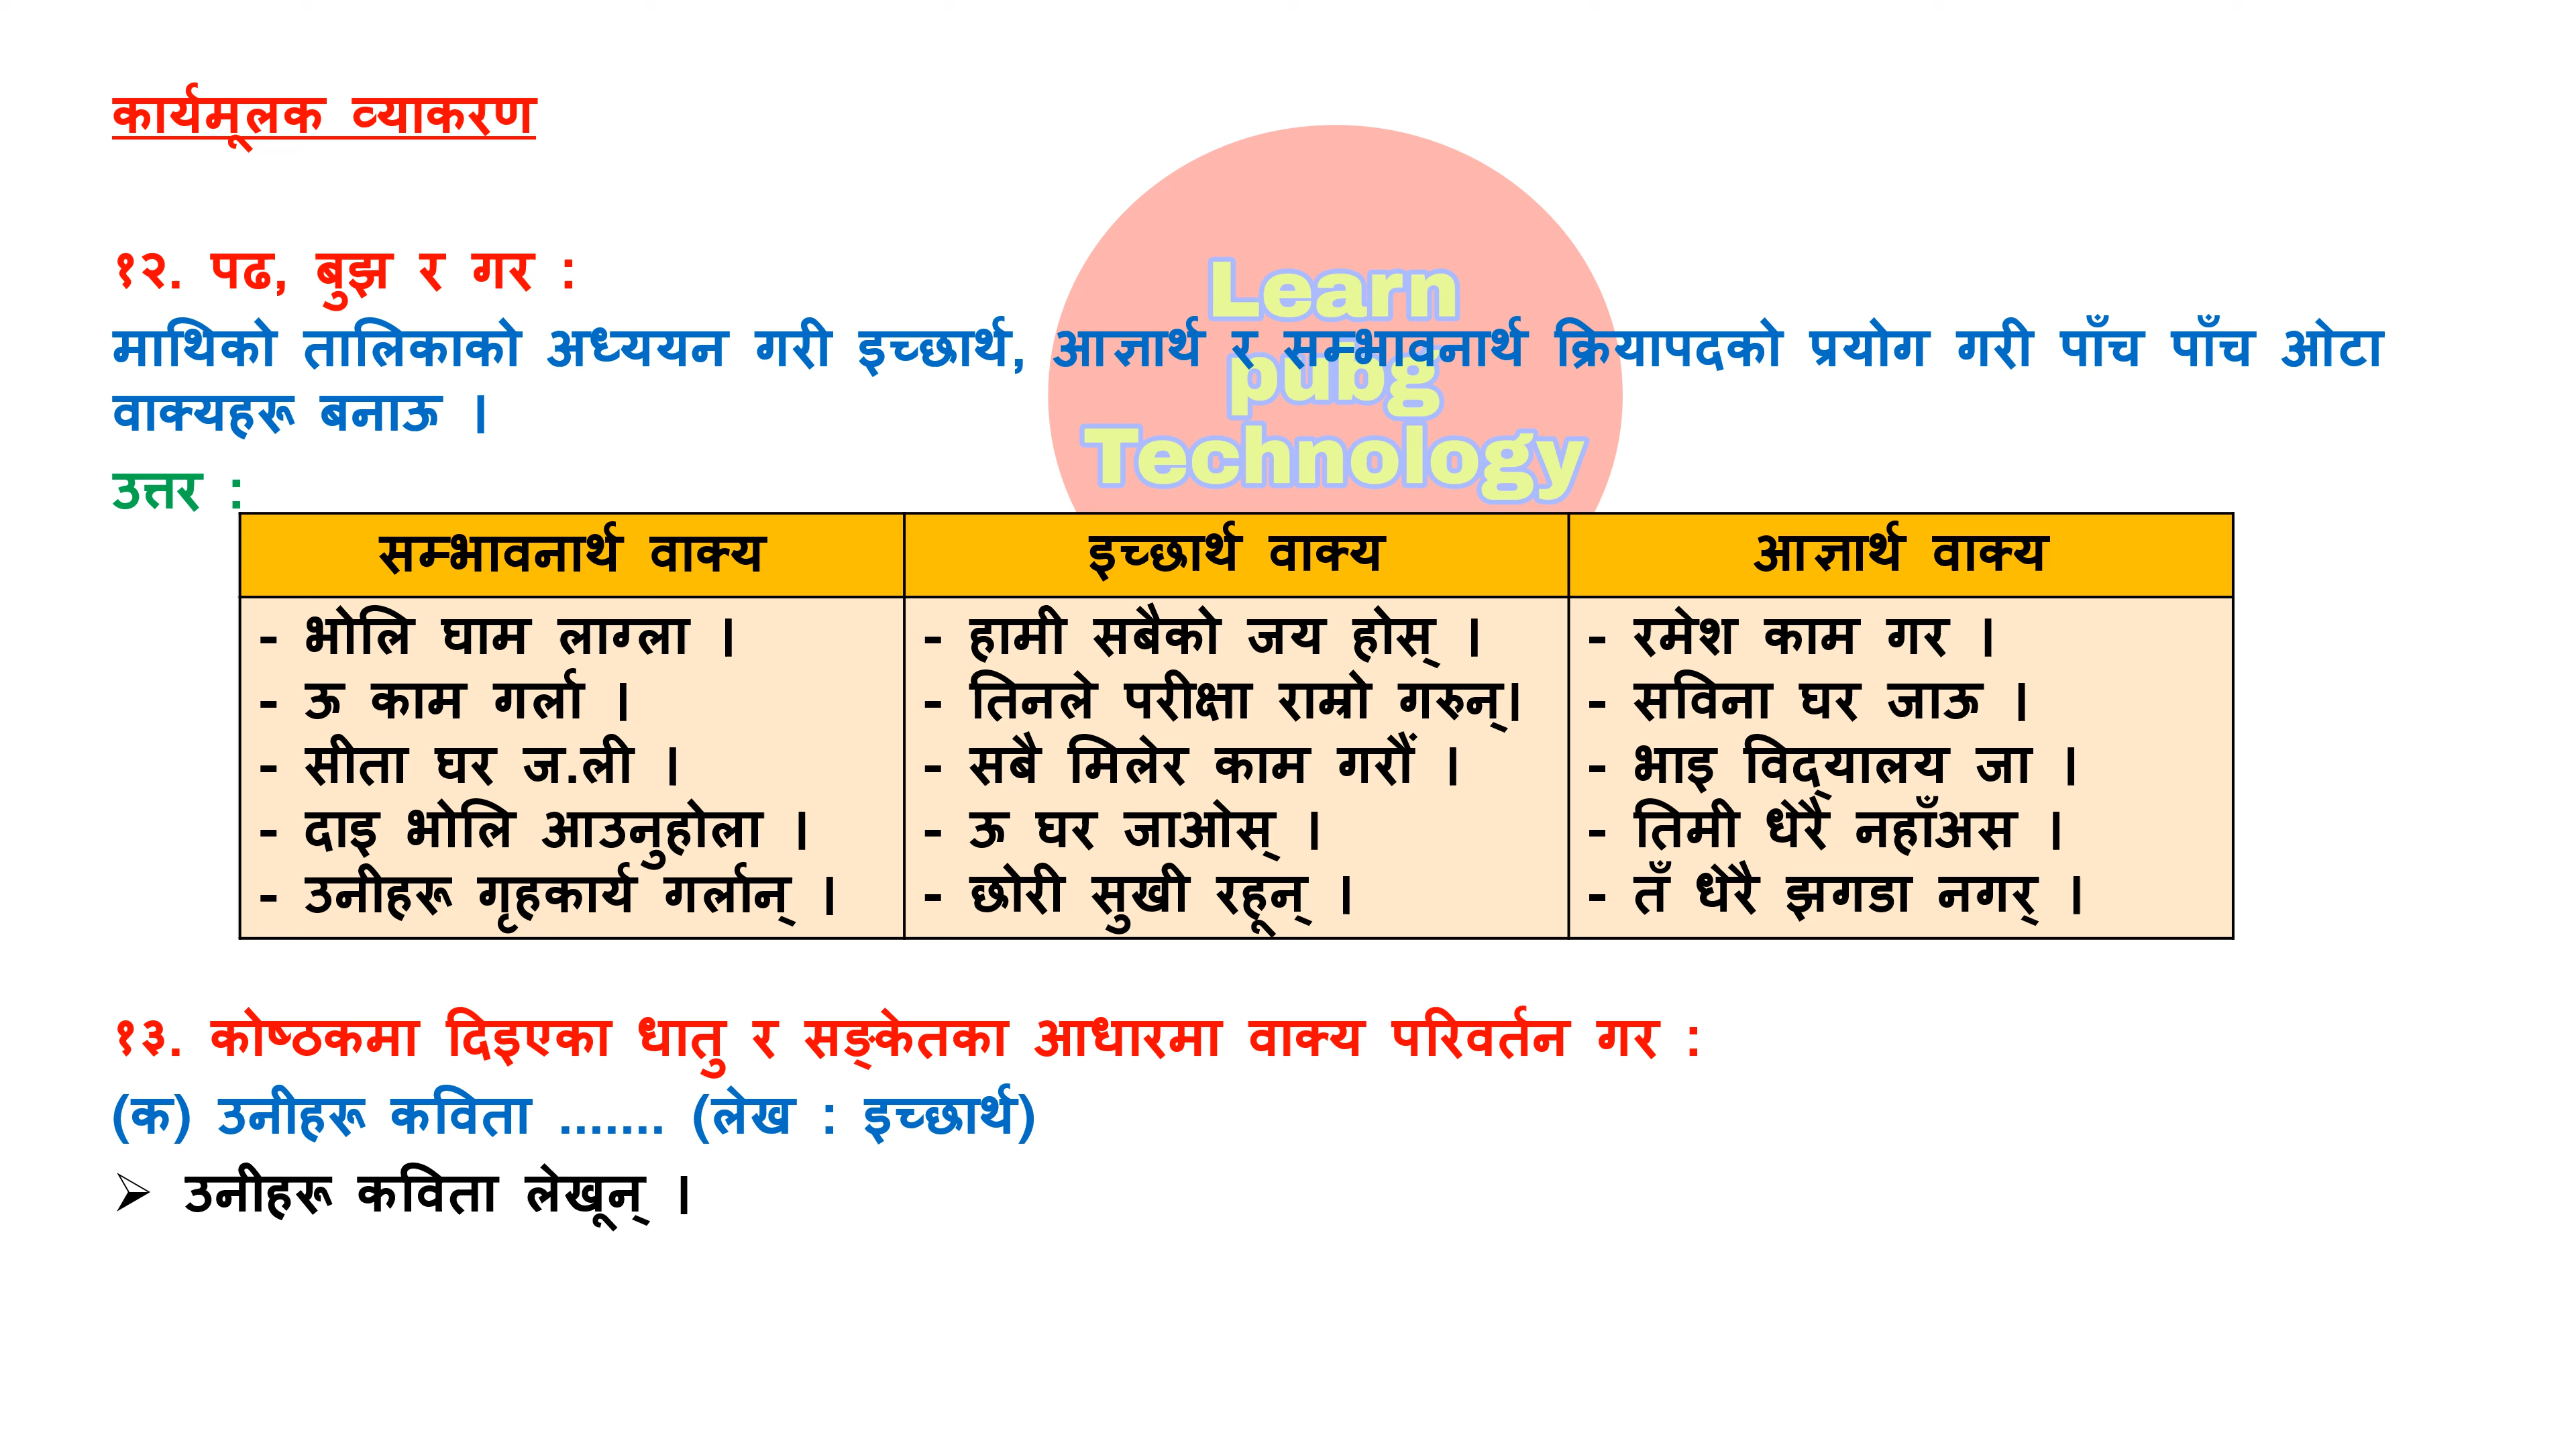 कार्यमूलक व्याकरण
१२. पढ, बुझ र गर :
माथिको तालिकाको अध्ययन गरी इच्छार्थ, आज्ञार्थ र सम्भावनार्थ क्रियापदको प्रयोग गरी पाँच पाँच ओटा
वाक्यहरू बनाऊ ।
Learn
pubg
Technology
उत्तर :
सम्भावनार्थ वाक्य
- भोलि घाम लाग्ला ।
- ऊ काम गर्ला ।
- सीता घर ज.ली ।
- दाइ भोलि आउनुहोला ।
- उनीहरू गृहकार्य गर्लान् ।
इच्छार्थ वाक्य
- हामी सबैको जय होस् ।
- तिनले परीक्षा राम्रो गरुन्।
- सबै मिलेर काम गरौं ।
- ऊ घर जाओस् ।
- छोरी सुखी रहून् ।
आज्ञार्थ वाक्य
- रमेश काम गर ।
- सविना घर जाऊ ।
- भाइ विद्यालय जा ।
- तिमी धेरै नहाँअस ।
- तँ धेरै झगडा नगर् ।
१३. कोष्ठकमा दिइएका धातु र सङ्केतका आधारमा वाक्य परिवर्तन गर :
(क) उनीहरू कविता ....... (लेख : इच्छार्थ)
➢ उनीहरू कविता लेखून् ।